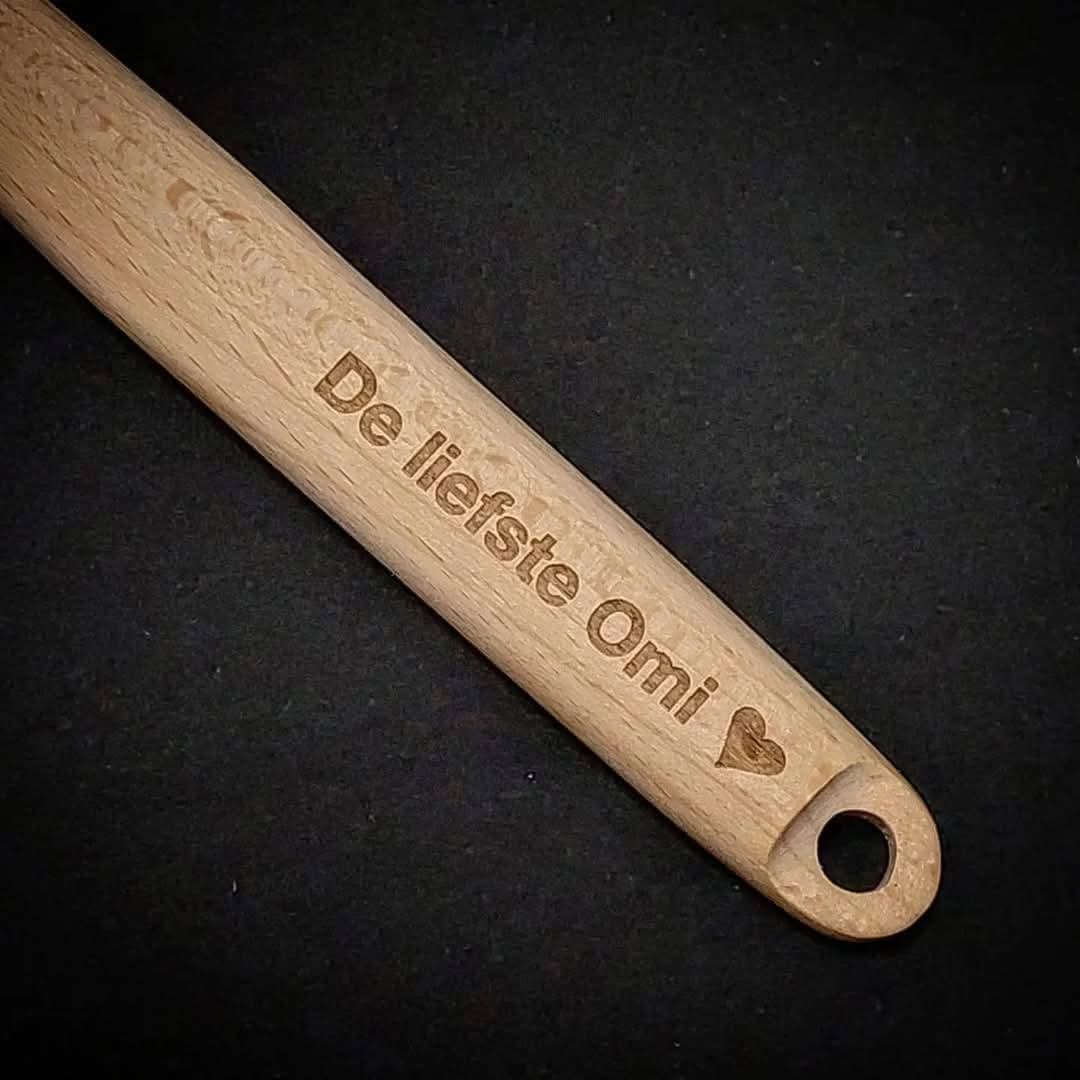 De liefste Omi ♥